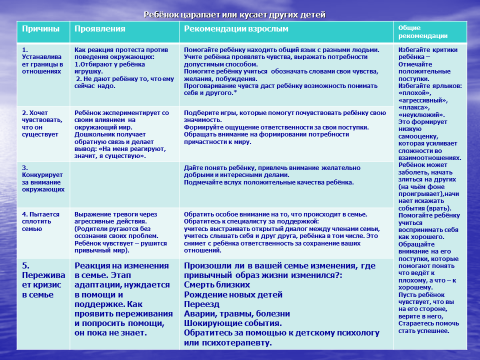 Ребёнок царапает или кусает других детей
Причины
Проявления
Рекомендации взрослым
Общие
рекомендации
1.
Устанавлива
ет границы в
отношениях
Как реакция протеста против
поведения окружающих:
1.Отбирают у ребёнка
игрушку.
2. Не дают ребёнку то, что ему
сейчас надо.
Помогайте ребёнку находить общий язык с разными людьми.
Учите ребёнка проявлять чувства, выражать потребности
допустимым способом.
Помогите ребёнку учиться обозначать словами свои чувства,
желания, побуждения.
Проговаривание чувств даст ребёнку возможность понимать
себя и другого."
2. Хочет
чувствовать,
что он
существует
Ребёнок экспериментирует со
своим влиянием на
окружающий мир.
Дошкольник получает
обратную связь и делает
вывод: «На меня реагируют,
значит, я существую».
Подберите игры, которые помогут почувствовать ребёнку свою
значимость.
Формируйте ощущение ответственности за свои поступки.
Обращать внимание на формировании потребности
причастности к миру.
3.
Конкурирует
за внимание
окружающих
Дайте понять ребёнку, привлечь внимание желательно
добрыми и интересными делами.
Подмечайте вслух положительные качества ребёнка.
4. Пытается
сплотить
семью
Выражение тревоги через
агрессивные действия.
(Родители ругаются без
осознания своих проблем.
Ребёнок чувствует – рушится
привычный мир).
Обратить особое внимание на то, что происходит в семье.
Обратитесь к специалисту за поддержкой:
учитесь выстраивать открытый диалог между членами семьи,
учитесь слышать себя и друг друга, ребёнка в том числе. Это
снимет с ребёнка ответственность за сохранение ваших
отношений.
5.
Пережива
ет кризис
в семье
Реакция на изменения
в семье. Этап
адаптации, нуждается
в помощи и
поддержке. Как
проявить переживания
и попросить помощи,
он пока не знает.
Произошли ли в вашей семье изменения, где
привычный образ жизни изменился?:
Смерть близких
Рождение новых детей
Переезд
Аварии, травмы, болезни
Шокирующие события.
Обратитесь за помощью к детскому психологу
или психотерапевту.
Избегайте критики
ребёнка –
Отмечайте
положительные
поступки.
Избегайте ярлыков:
«плохой»,
«агрессивный»,
«плакса»,
«неуклюжий».
Это формирует
низкую
самооценку,
которая усиливает
сложности во
взаимоотношениях.
Ребёнок может
заболеть, начать
злиться на других
(на чьём фоне
проигрывает),начи
нает искажать
события (врать).
Помогайте ребёнку
учиться
воспринимать себя
как хорошего.
Обращайте
внимание на его
поступки, которые
помогают понять
что ведёт к
плохому, а что – к
хорошему.
Пусть ребёнок
чувствует, что вы
на его стороне,
верите в него,
Стараетесь помочь
стать успешнее.